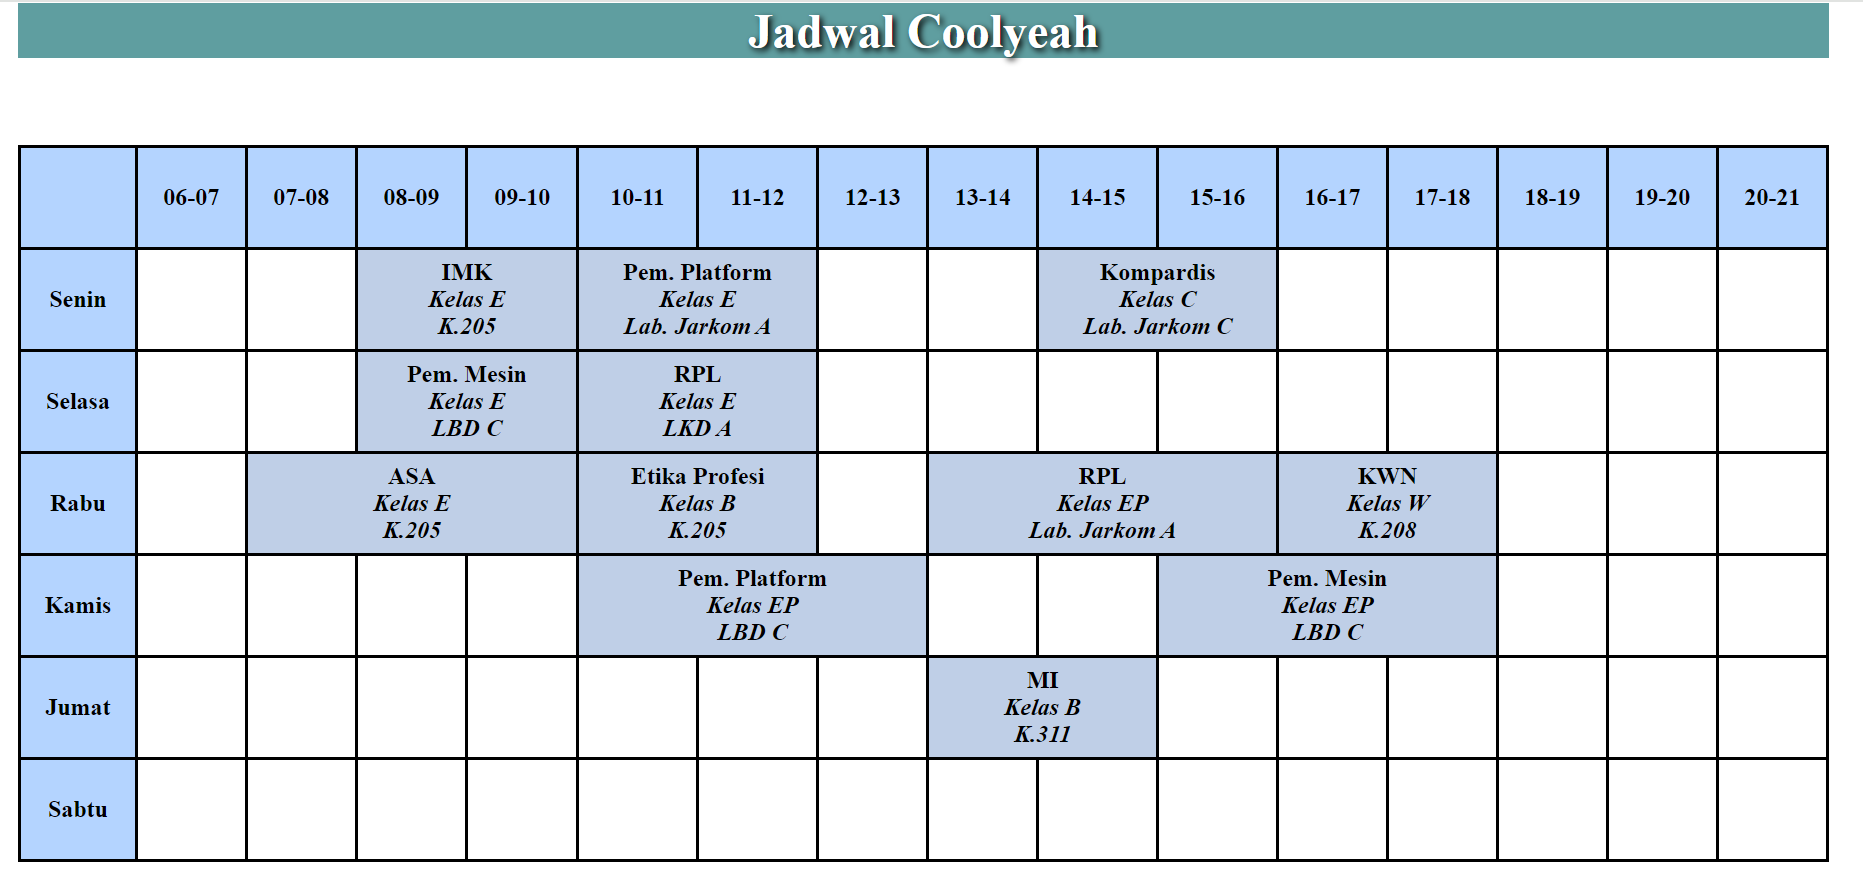 Jadwal Coolyeah
06-07 07-08 08-09 09-10 10-11 11-12 12-13 13-14 14-15 15-16 16-17 17-18 18-19 19-20 20-21
Senin
IMK
Kelas E
K.205
Pem. Platform
Kelas E
Lab. Jarkom A
Kompardis
Kelas C
Lab. Jarkom C
Selasa
Pem. Mesin
Kelas E
LBD C
RPL
Kelas E
LKD A
Rabu
ASA
Kelas E
K.205
Etika Profesi
Kelas B
K.205
RPL
Kelas EP
Lab. Jarkom A
KWN
Kelas W
K.208
Kamis
Pem. Platform
Kelas EP
LBD C
Pem. Mesin
Kelas EP
LBD C
Jumat
MI
Kelas B
K.311
Sabtu